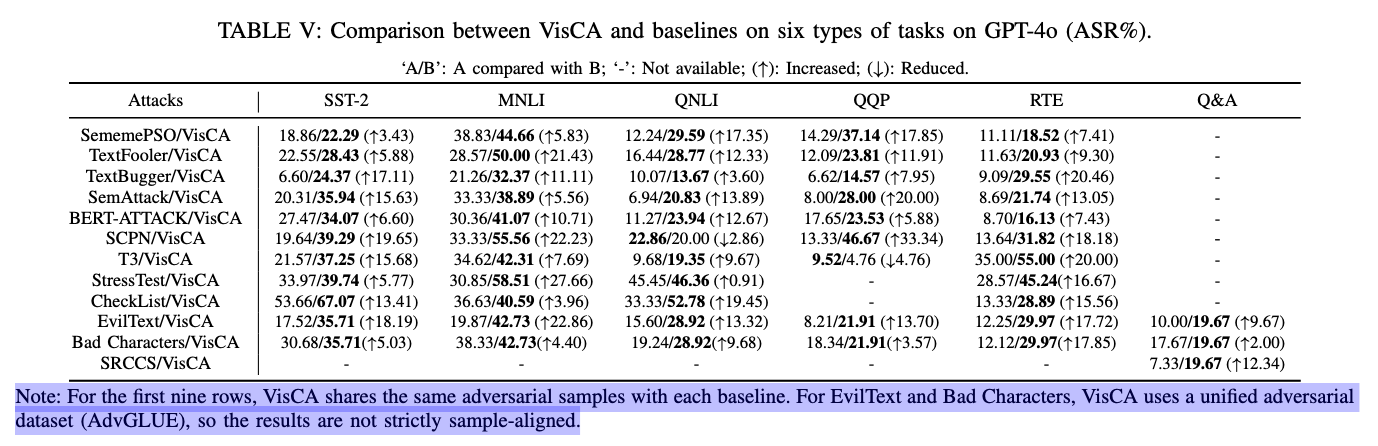 TABLE V: Comparison between VisCA and baselines on six types of tasks on GPT-4o (ASR%).
‘A/B’: A compared with B; ‘-’: Not available; (↑): Increased; (↓): Reduced.
Attacks SST-2 MNLI QNLI QQP RTE Q&A
SememePSO/VisCA 18.86/22.29 (↑3.43) 38.83/44.66 (↑5.83) 12.24/29.59 (↑17.35) 14.29/37.14 (↑17.85) 11.11/18.52 (↑7.41) -
TextFooler/VisCA 22.55/28.43 (↑5.88) 28.57/50.00 (↑21.43) 16.44/28.77 (↑12.33) 12.09/23.81 (↑11.91) 11.63/20.93 (↑9.30) -
TextBugger/VisCA 6.60/24.37 (↑17.11) 21.26/32.37 (↑11.11) 10.07/13.67 (↑3.60) 6.62/14.57 (↑7.95) 9.09/29.55 (↑20.46) -
SemAttack/VisCA 20.31/35.94 (↑15.63) 33.33/38.89 (↑5.56) 6.94/20.83 (↑13.89) 8.00/28.00 (↑20.00) 8.69/21.74 (↑13.05) -
BERT-ATTACK/VisCA 27.47/34.07 (↑6.60) 30.36/41.07 (↑10.71) 11.27/23.94 (↑12.67) 17.65/23.53 (↑5.88) 8.70/16.13 (↑7.43) -
SCPN/VisCA 19.64/39.29 (↑19.65) 33.33/55.56 (↑22.23) 22.86/20.00 (↓2.86) 13.33/46.67 (↑33.34) 13.64/31.82 (↑18.18) -
T3/VisCA 21.57/37.25 (↑15.68) 34.62/42.31 (↑7.69) 9.68/19.35 (↑9.67) 9.52/4.76 (↓4.76) 35.00/55.00 (↑20.00) -
StressTest/VisCA 33.97/39.74 (↑5.77) 30.85/58.51 (↑27.66) 45.45/46.36 (↑0.91) - 28.57/45.24(↑16.67) -
CheckList/VisCA 53.66/67.07 (↑13.41) 36.63/40.59 (↑3.96) 33.33/52.78 (↑19.45) - 13.33/28.89 (↑15.56) -
EvilText/VisCA 17.52/35.71 (↑18.19) 19.87/42.73 (↑22.86) 15.60/28.92 (↑13.32) 8.21/21.91 (↑13.70) 12.25/29.97 (↑17.72) 10.00/19.67 (↑9.67)
Bad Characters/VisCA 30.68/35.71(↑5.03) 38.33/42.73(↑4.40) 19.24/28.92 (↑9.68) 18.34/21.91(↑3.57) 12.12/29.97(↑17.85) 17.67/19.67 (↑2.00)
SRCCS/VisCA - - - - - 7.33/19.67 (↑12.34)
Note: For the first nine rows, VisCA shares the same adversarial samples with each baseline. For EvilText and Bad Characters, VisCA uses a unified adversarial
dataset (AdvGLUE), so the results are not strictly sample-aligned.